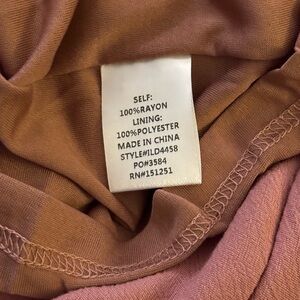 SELF:
100%RAYON
LINING:
100%POLYESTER
MADE IN CHINA
STYLE#ILD4458
PO#3584
RN#151251